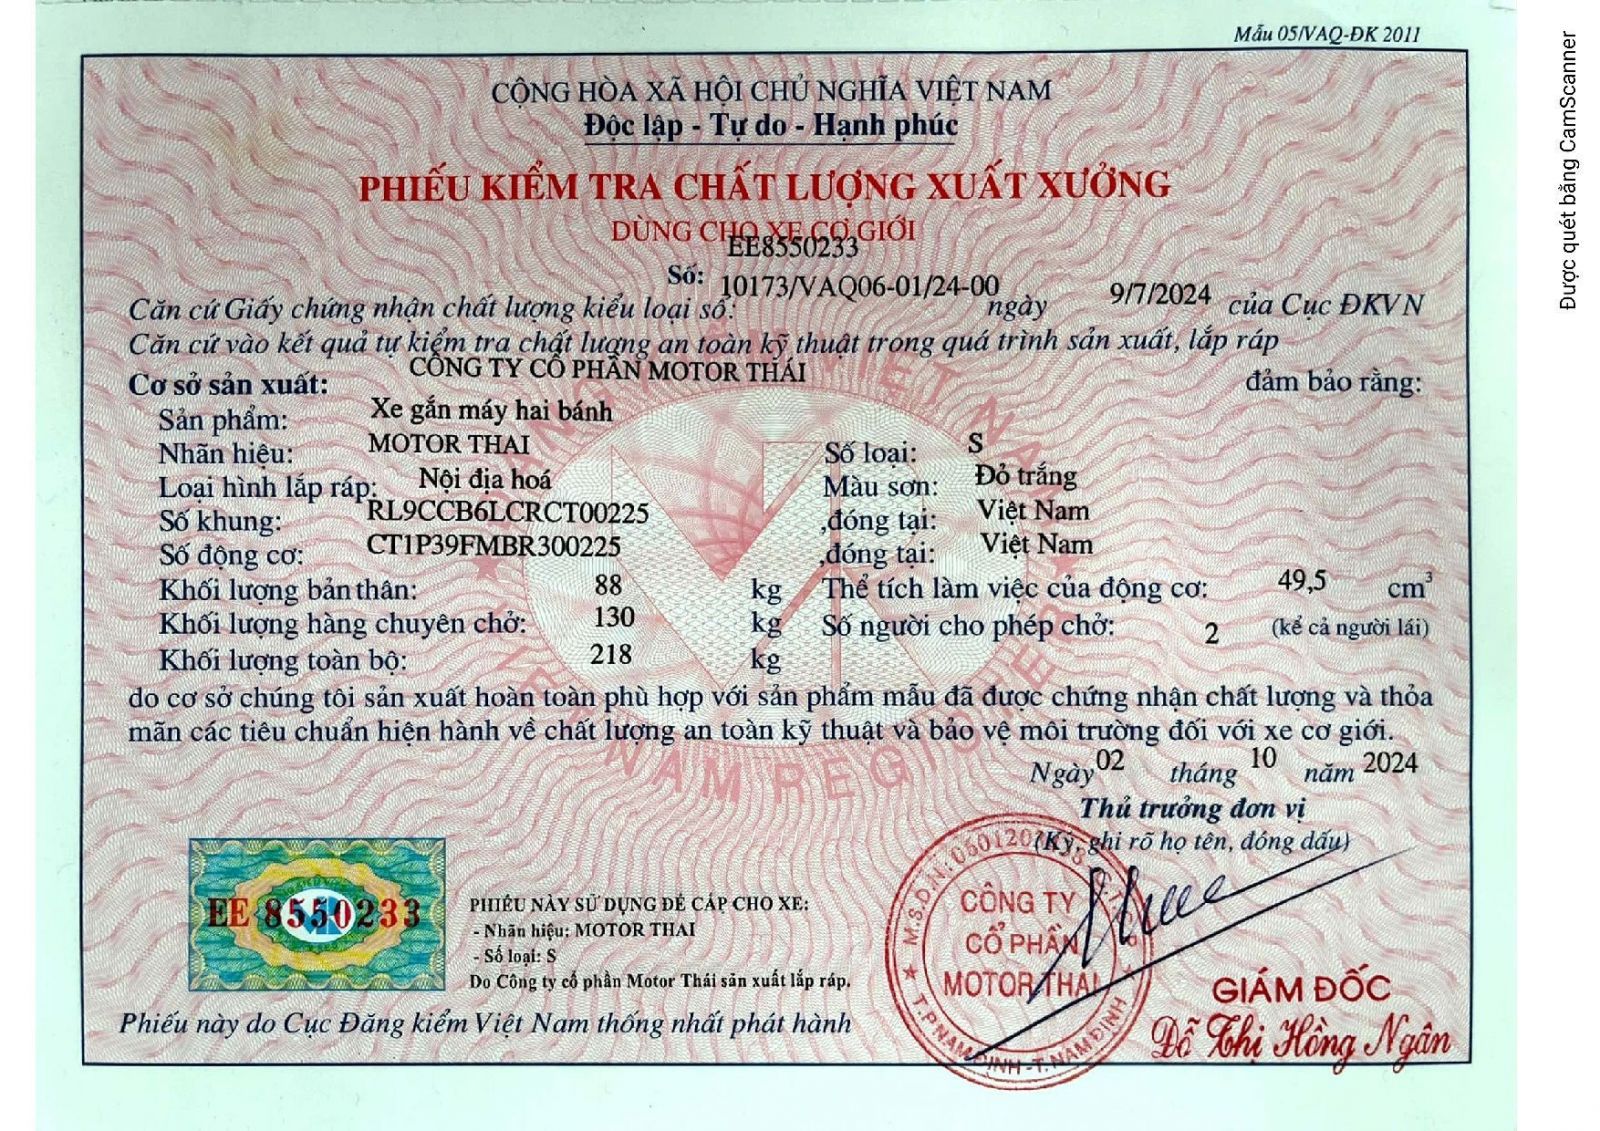 Mẫu 05/VAQ-ĐK 2011
CỘNG HÒA XÃ HỘI CHỦ NGHĨA VIỆT NAM
Độc lập - Tự do - Hạnh phúc
PHIẾU KIỂM TRA CHẤT LƯỢNG XUẤT XƯỞNG
DÙNG CHO XE CƠ GIỚI
Số: EE8550233
Căn cứ Giấy chứng nhận chất lượng kiểu loại số: 10173/VAQ06-01/24-00 ngày 9/7/2024 của Cục ĐKVN
Căn cứ vào kết quả tự kiểm tra chất lượng an toàn kỹ thuật trong quá trình sản xuất, lắp ráp
Cơ sở sản xuất: CÔNG TY CỔ PHẦN MOTOR THÁI đảm bảo rằng:
Sản phẩm: Xe gắn máy hai bánh
Nhãn hiệu: MOTOR THAI Số loại: S
Loại hình lắp ráp: Nội địa hoá Màu sơn: Đỏ trắng
Số khung: RL9CCB6LCRCT00225 ,đóng tại: Việt Nam
Số động cơ: CT1P39FMBR300225 ,đóng tại: Việt Nam
Khối lượng bản thân: 88 kg Thể tích làm việc của động cơ: 49,5 cm³
Khối lượng hàng chuyên chở: 130 kg Số người cho phép chở: 2 (kể cả người lái)
Khối lượng toàn bộ: 218 kg
do cơ sở chúng tôi sản xuất hoàn toàn phù hợp với sản phẩm mẫu đã được chứng nhận chất lượng và thỏa
mãn các tiêu chuẩn hiện hành về chất lượng an toàn kỹ thuật và bảo vệ môi trường đối với xe cơ giới.
Ngày 02 tháng 10 năm 2024
Thủ trưởng đơn vị
(Ký, ghi rõ họ tên, đóng dấu)
EE 8550233
PHIẾU NÀY SỬ DỤNG ĐỂ CẤP CHO XE:
- Nhãn hiệu: MOTOR THAI
- Số loại: S
Do Công ty cổ phần Motor Thái sản xuất lắp ráp.
Phiếu này do Cục Đăng kiểm Việt Nam thống nhất phát hành
CÔNG TY
CỔ PHẦN
MOTOR THAI
T.P NAM ĐỊNH - T. NAM ĐỊNH
GIÁM ĐỐC
Đỗ Thị Hồng Ngân
VIỆT NAM REGISTER
Được quét bằng CamScanner